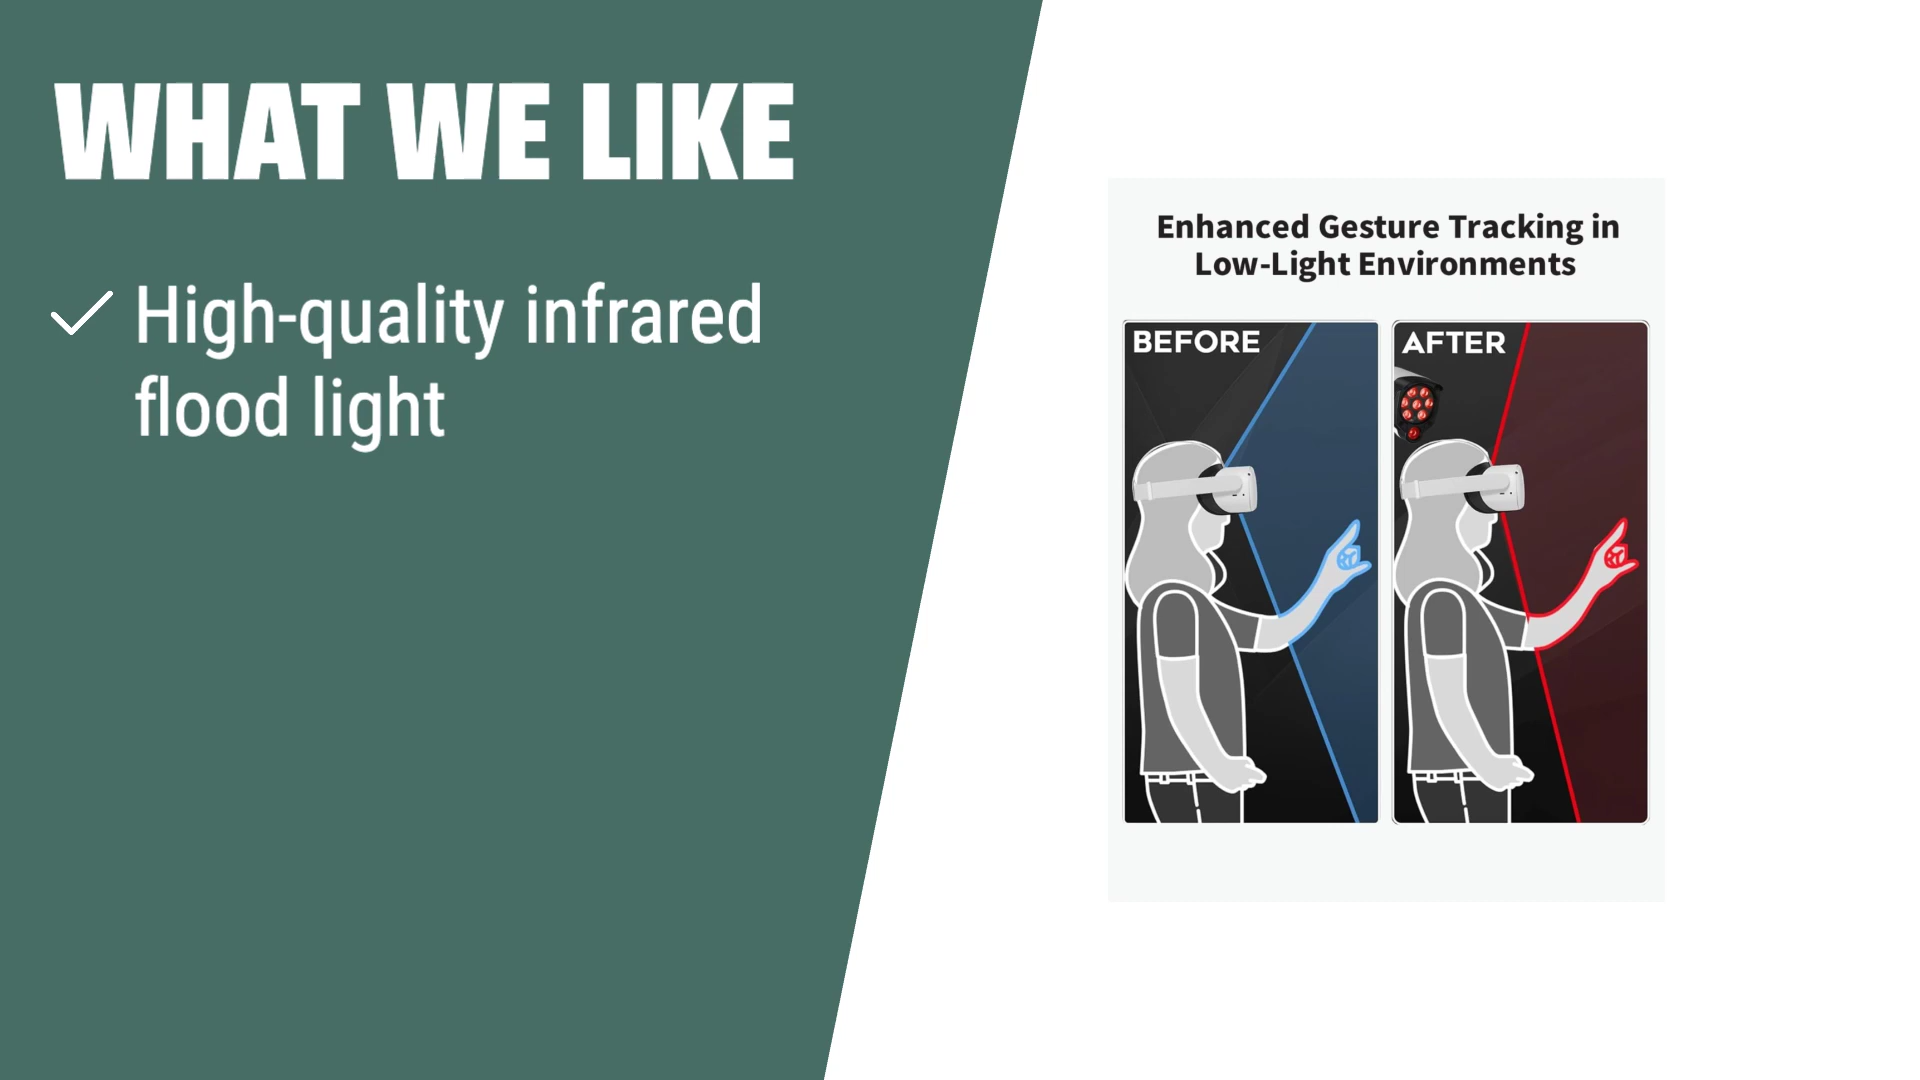 WHAT WE LIKE
High-quality infrared
flood light
Enhanced Gesture Tracking in
Low-Light Environments
BEFORE
AFTER